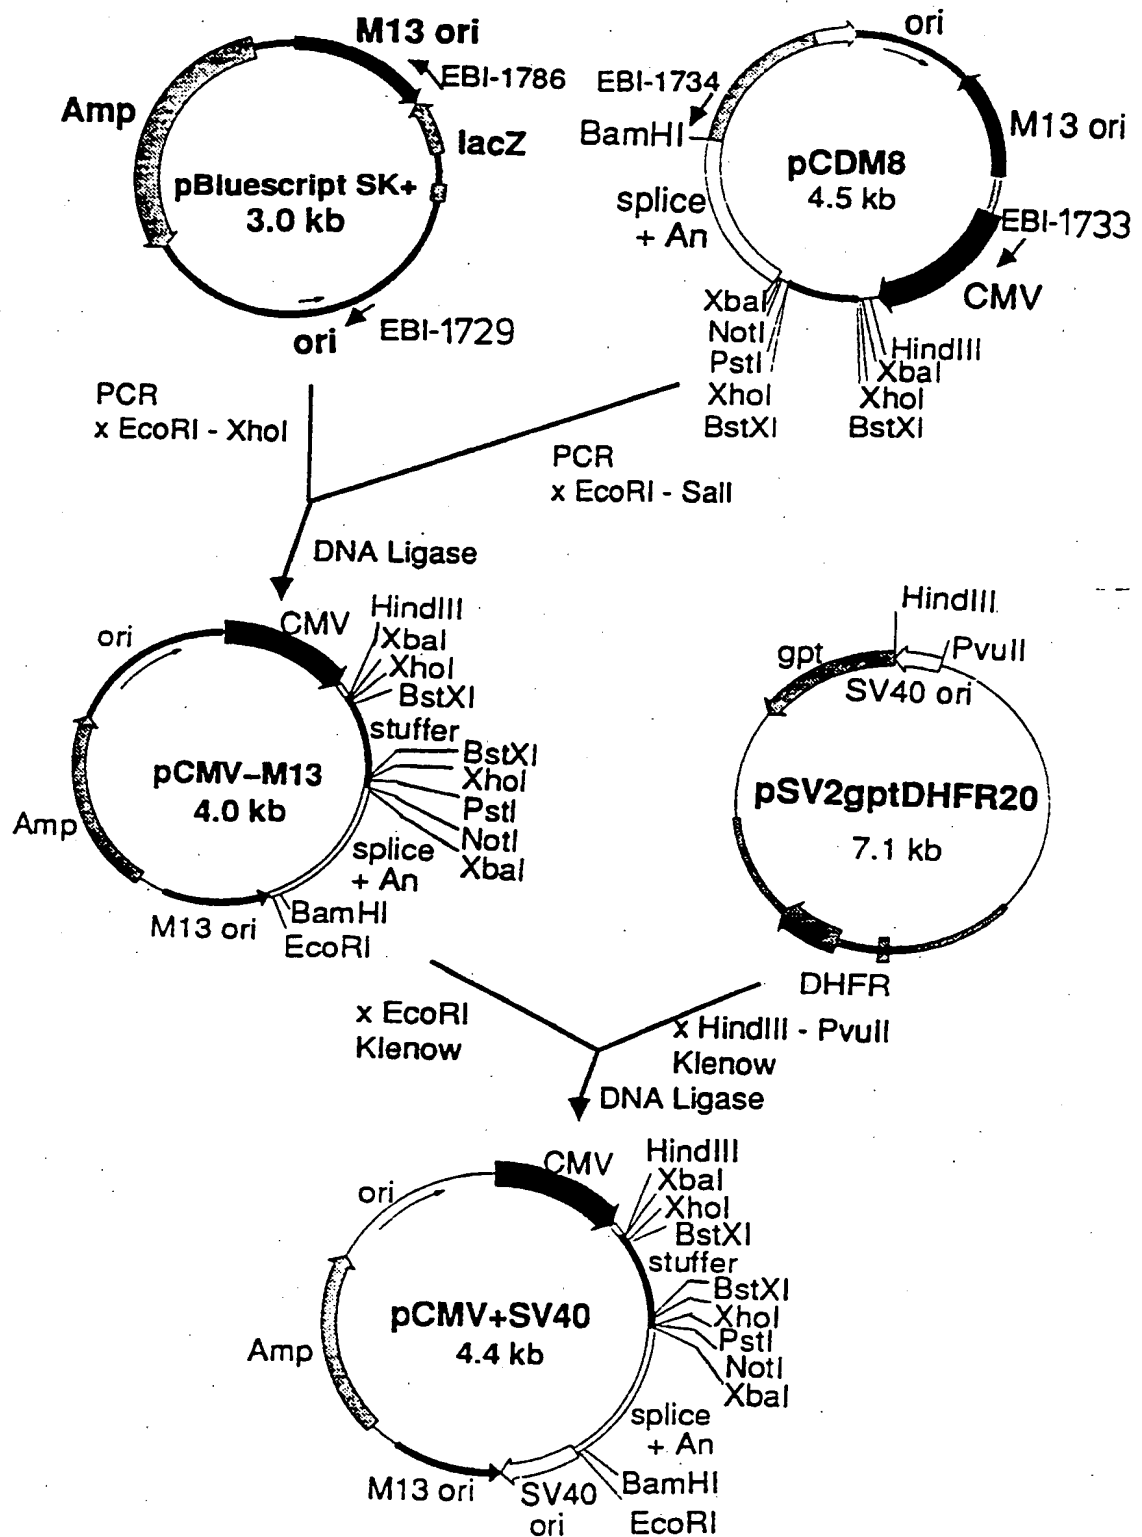 M13 ori
EBI-1786
Amp
lacZ
pBluescript SK+
3.0 kb
EBI-1729
ori
ori
EBI-1734
BamHI
M13 ori
pCDM8
4.5 kb
splice
+ An
EBI-1733
CMV
XbaI
NotI
PstI
XhoI
BstXI
HindIII
XbaI
XhoI
BstXI
PCR
x EcoRI - XhoI
PCR
x EcoRI - SalI
DNA Ligase
ori
CMV
HindIII
XbaI
XhoI
BstXI
stuffer
BstXI
XhoI
PstI
NotI
XbaI
pCMV-M13
4.0 kb
Amp
splice
+ An
M13 ori
BamHI
EcoRI
HindIII
gpt
PvuII
SV40 ori
pSV2gptDHFR20
7.1 kb
DHFR
x EcoRI
Klenow
x HindIII - PvuII
Klenow
DNA Ligase
ori
CMV
HindIII
XbaI
XhoI
BstXI
stuffer
BstXI
XhoI
PstI
NotI
XbaI
pCMV+SV40
4.4 kb
Amp
splice
+ An
M13 ori
SV40
ori
BamHI
EcoRI